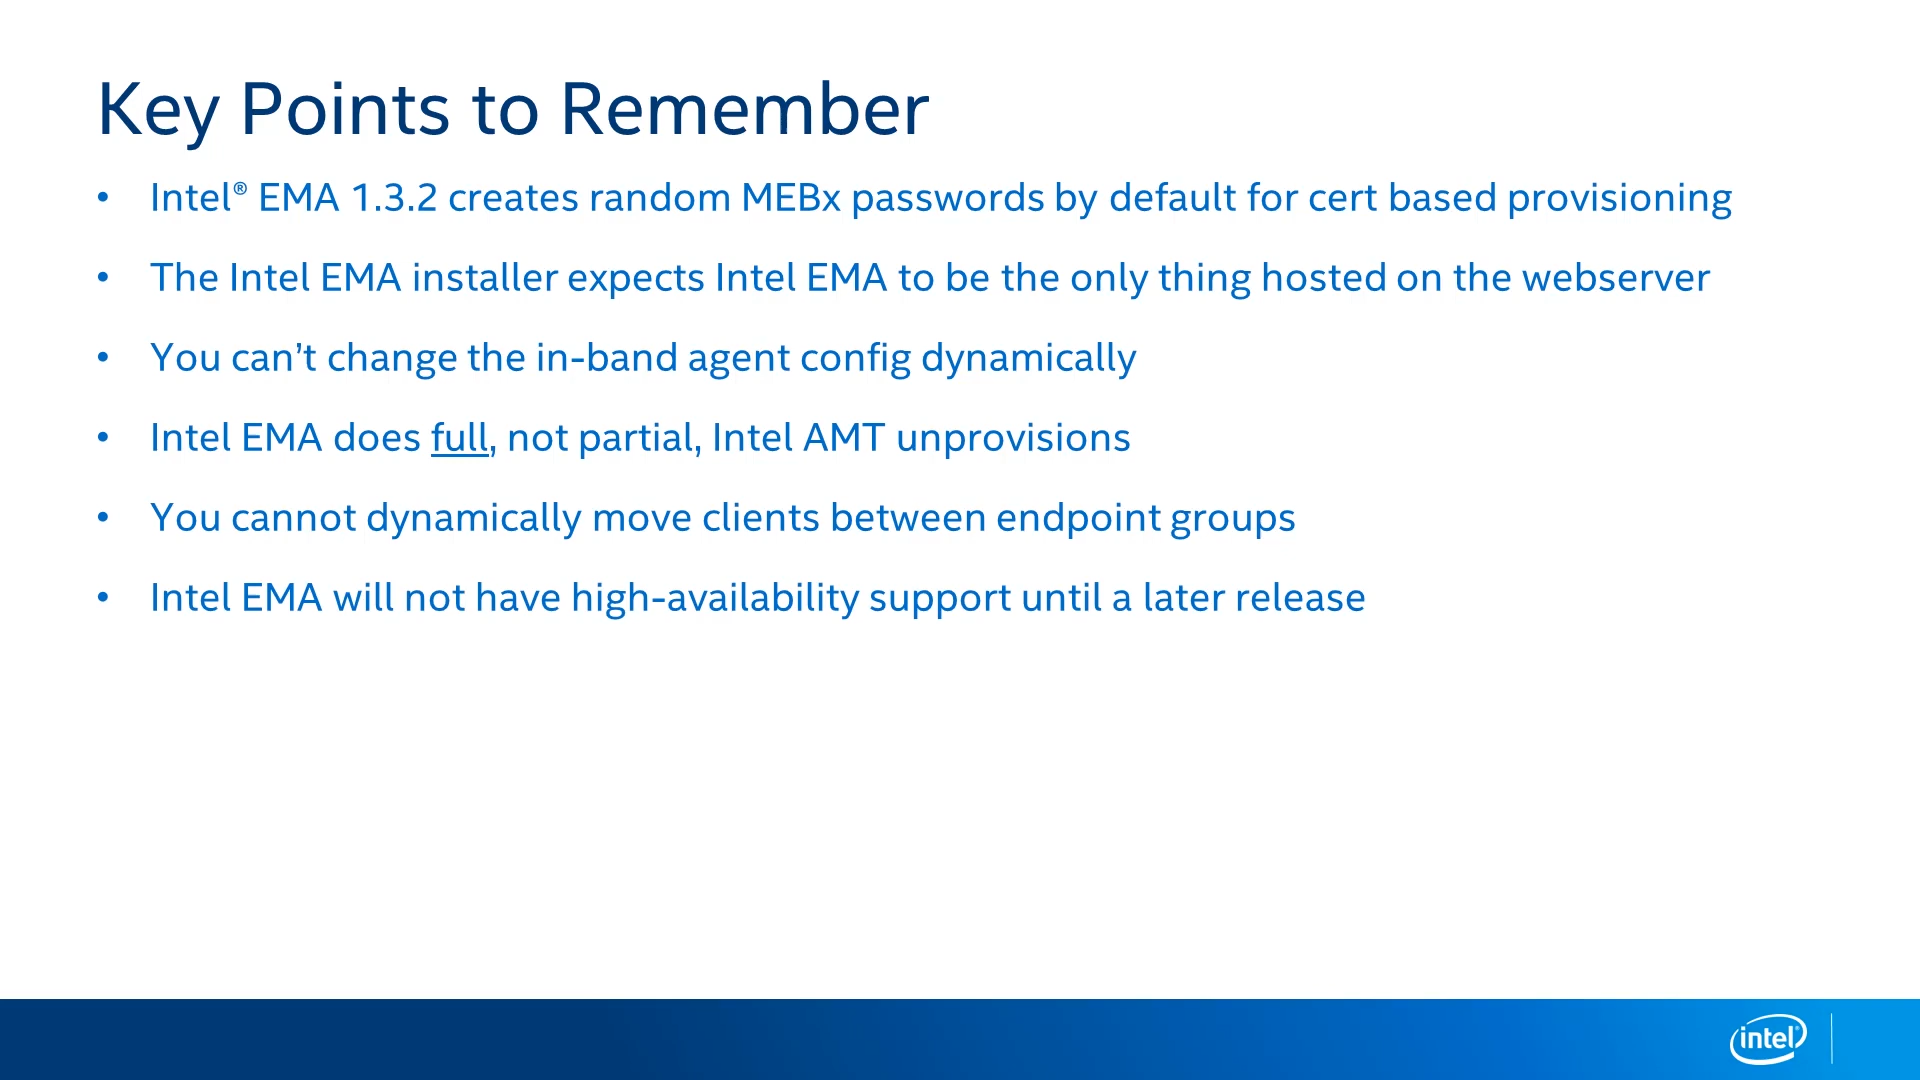 Key Points to Remember
• Intel® EMA 1.3.2 creates random MEBx passwords by default for cert based provisioning
• The Intel EMA installer expects Intel EMA to be the only thing hosted on the webserver
• You can’t change the in-band agent config dynamically
• Intel EMA does full, not partial, Intel AMT unprovisions
• You cannot dynamically move clients between endpoint groups
• Intel EMA will not have high-availability support until a later release
intel®